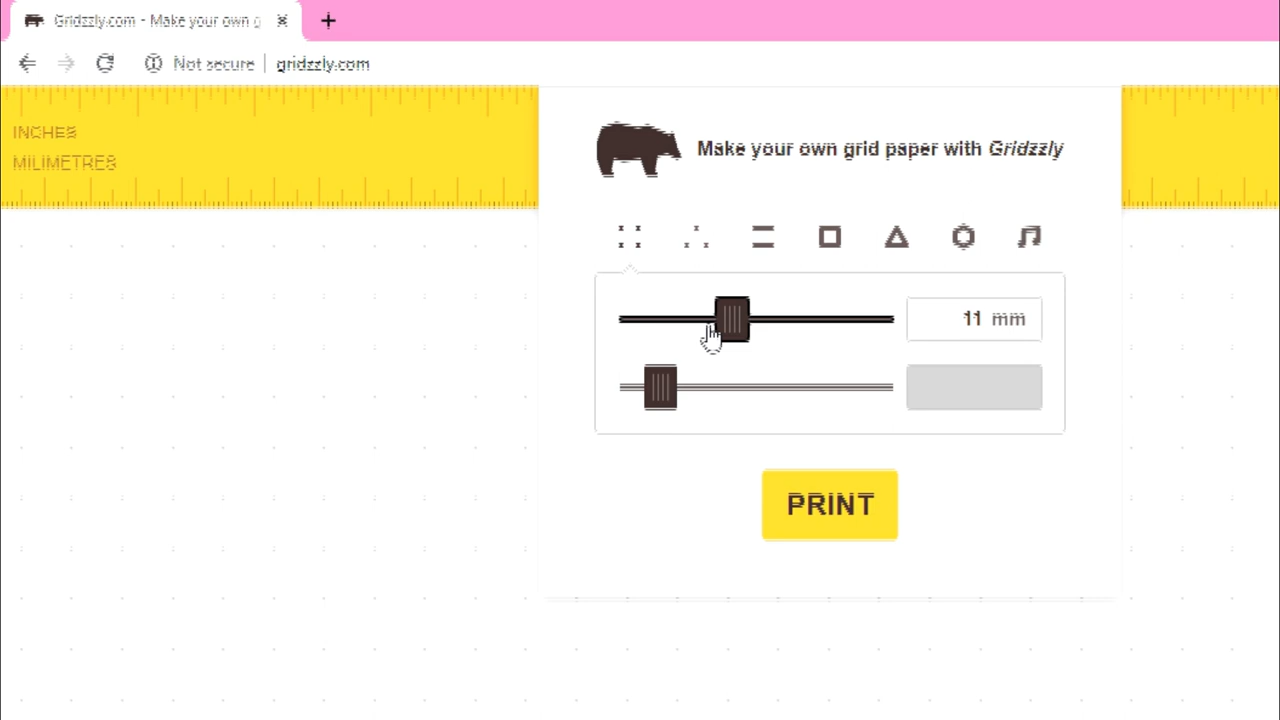 Gridzzly.com - Make your own g
Not secure | gridzzly.com
INCHES
MILIMETRES
Make your own grid paper with Gridzzly
11 mm
PRINT